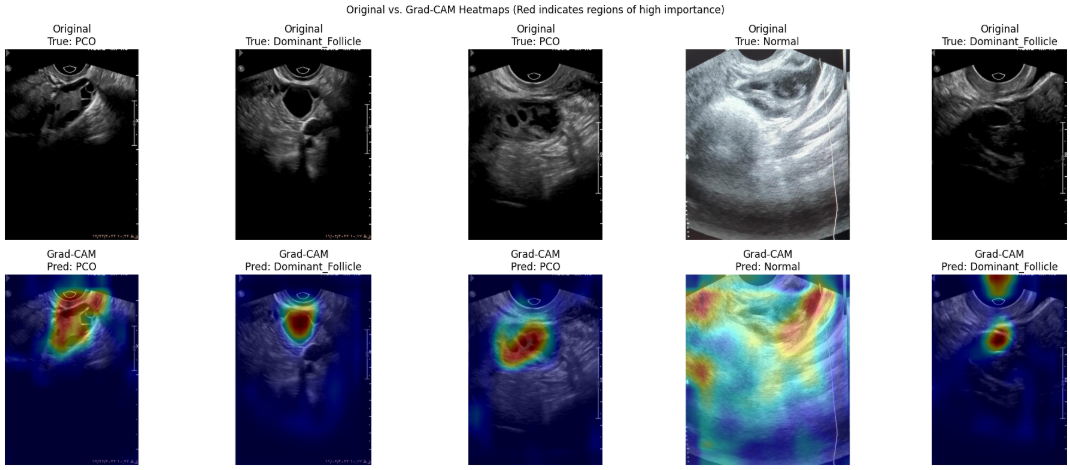 Original vs. Grad-CAM Heatmaps (Red indicates regions of high importance)
Original
True: PCO
Original
True: Dominant_Follicle
Original
True: PCO
Original
True: Normal
Original
True: Dominant_Follicle
Grad-CAM
Pred: PCO
Grad-CAM
Pred: Dominant_Follicle
Grad-CAM
Pred: PCO
Grad-CAM
Pred: Normal
Grad-CAM
Pred: Dominant_Follicle